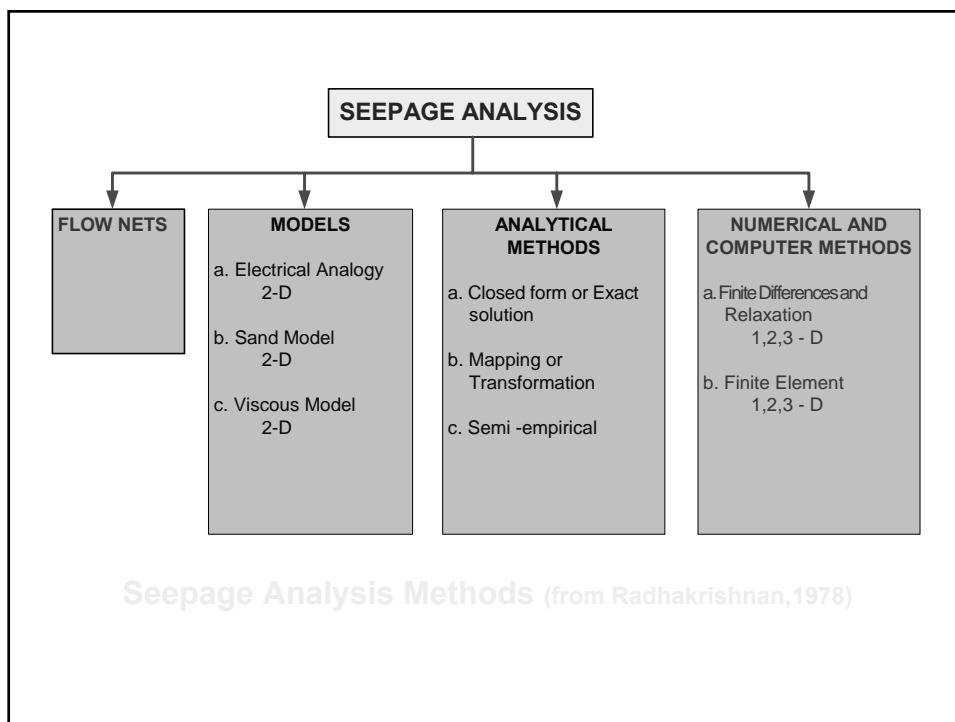 SEEPAGE ANALYSIS
FLOW NETS
MODELS
a. Electrical Analogy
2-D
b. Sand Model
2-D
c. Viscous Model
2-D
ANALYTICAL
METHODS
a. Closed form or Exact
solution
b. Mapping or
Transformation
c. Semi -empirical
NUMERICAL AND
COMPUTER METHODS
a. Finite Differences and
Relaxation
1,2,3 - D
b. Finite Element
1,2,3 - D
Seepage Analysis Methods (from Radhakrishnan,1978)